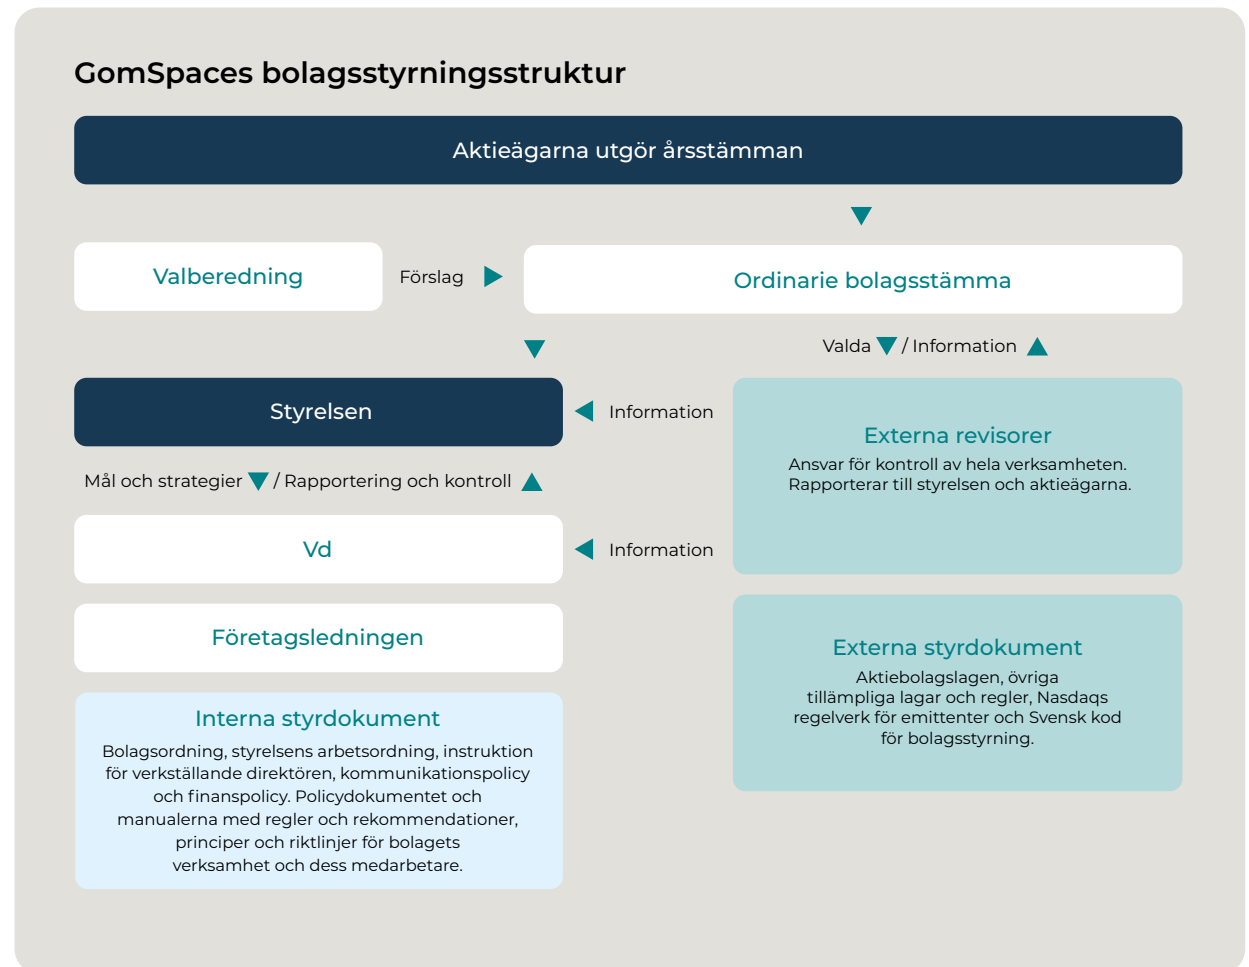 GomSpaces bolagsstyrningsstruktur
Aktieägarna utgör årsstämman
Valberedning
Förslag
Ordinarie bolagsstämma
Valda / Information
Styrelsen
Information
Externa revisorer
Ansvar för kontroll av hela verksamheten.
Rapporterar till styrelsen och aktieägarna.
Mål och strategier / Rapportering och kontroll
Vd
Information
Företagsledningen
Externa styrdokument
Aktiebolagslagen, övriga
tillämpliga lagar och regler, Nasdaqs
regelverk för emittenter och Svensk kod
för bolagsstyrning.
Interna styrdokument
Bolagsordning, styrelsens arbetsordning, instruktion
för verkställande direktören, kommunikationspolicy
och finanspolicy. Policydokumentet och
manualerna med regler och rekommendationer,
principer och riktlinjer för bolagets
verksamhet och dess medarbetare.